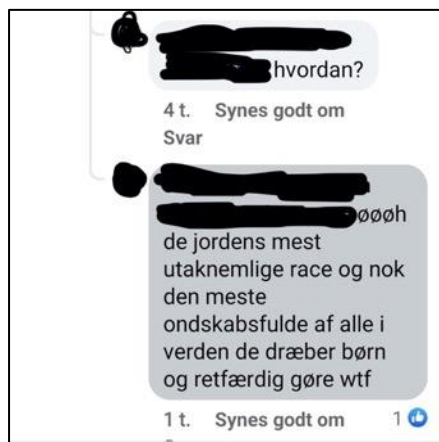 hvordan?
4 t. Synes godt om
Svar
øøøh
de jordens mest
utaknemlige race og nok
den meste
ondskabsfulde af alle i
verden de dræber børn
og retfærdig gøre wtf
1 t. Synes godt om 1